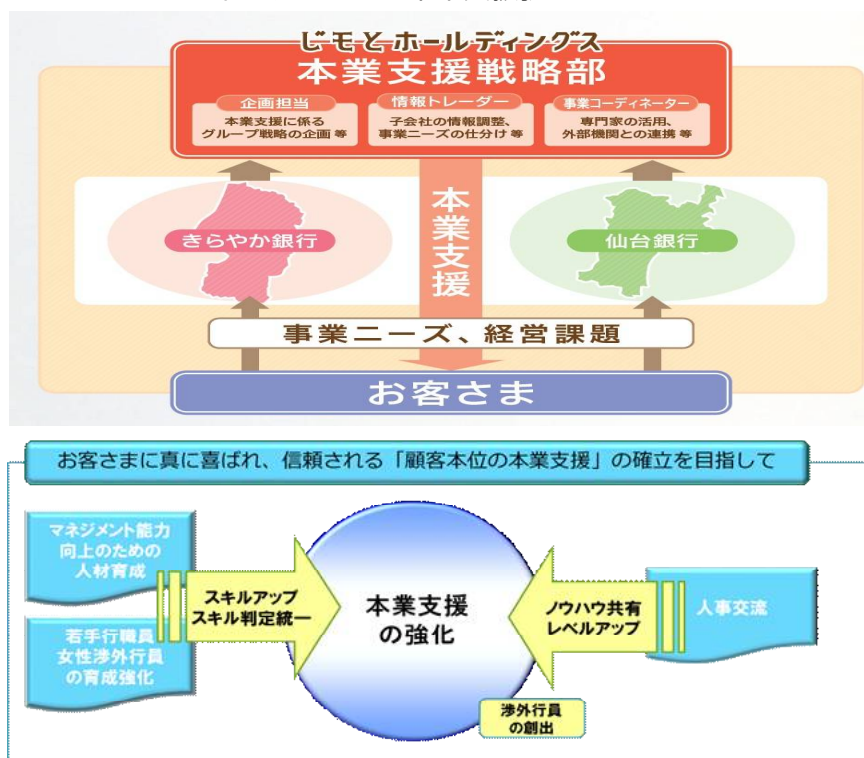 じモとホールディングス
本業支援戦略部
企画担当
本業支援に係る
グループ戦略の企画 等
情報トレーダー
子会社の情報調整、
事業ニーズの仕分け 等
事業コーディネーター
専門家の活用、
外部機関との連携 等
きらやか銀行
本業支援
仙台銀行
事業ニーズ、経営課題
お客さま
お客さまに真に喜ばれ、信頼される「顧客本位の本業支援」の確立を目指して
マネジメント能力
向上のための
人材育成
若手行職員
女性渉外行員
の育成強化
スキルアップ
スキル判定統一
本業支援
の強化
ノウハウ共有
レベルアップ
人事交流
渉外行員
の創出